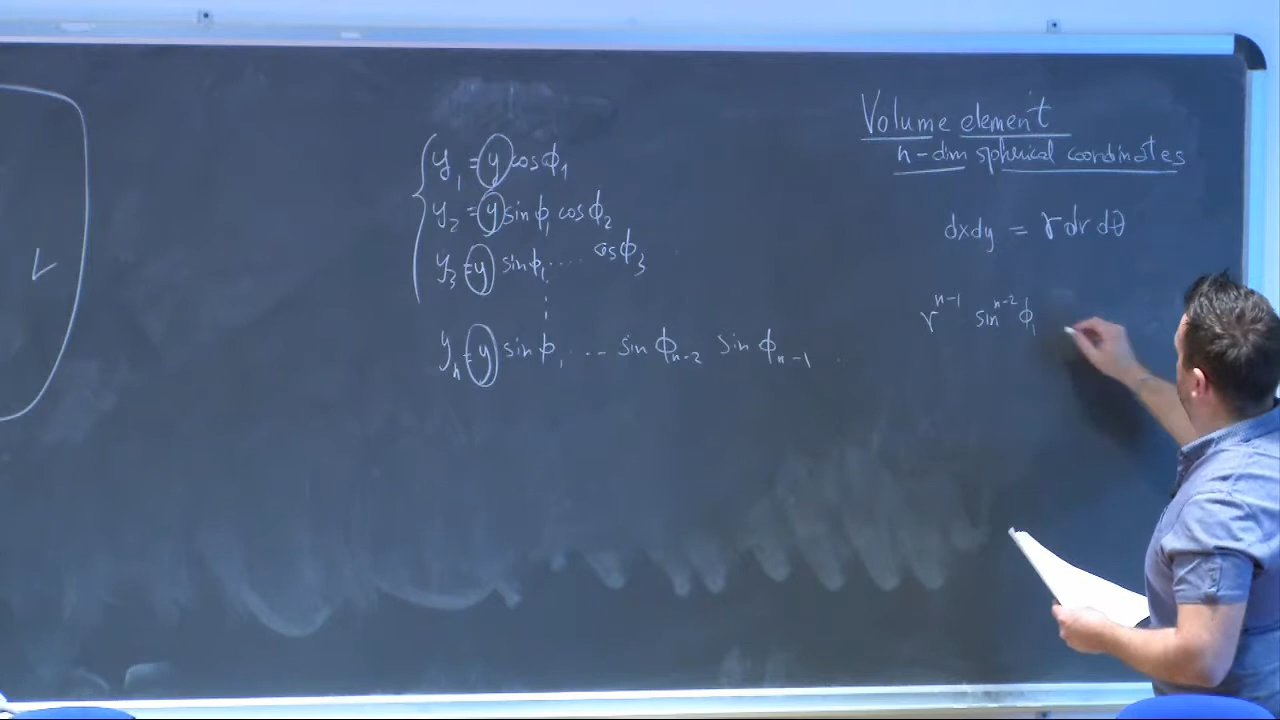 y₁ = y cos ϕ₁
y₂ = y sin ϕ₁ cos ϕ₂
y₃ = y sin ϕ₁ .... cos ϕ₃
yₙ = y sin ϕ₁ ... sin ϕₙ₋₂ sin ϕₙ₋₁
Volume element
n-dim spherical coordinates
dxdy = r dr dθ
rⁿ⁻¹ sinⁿ⁻² ϕ₁